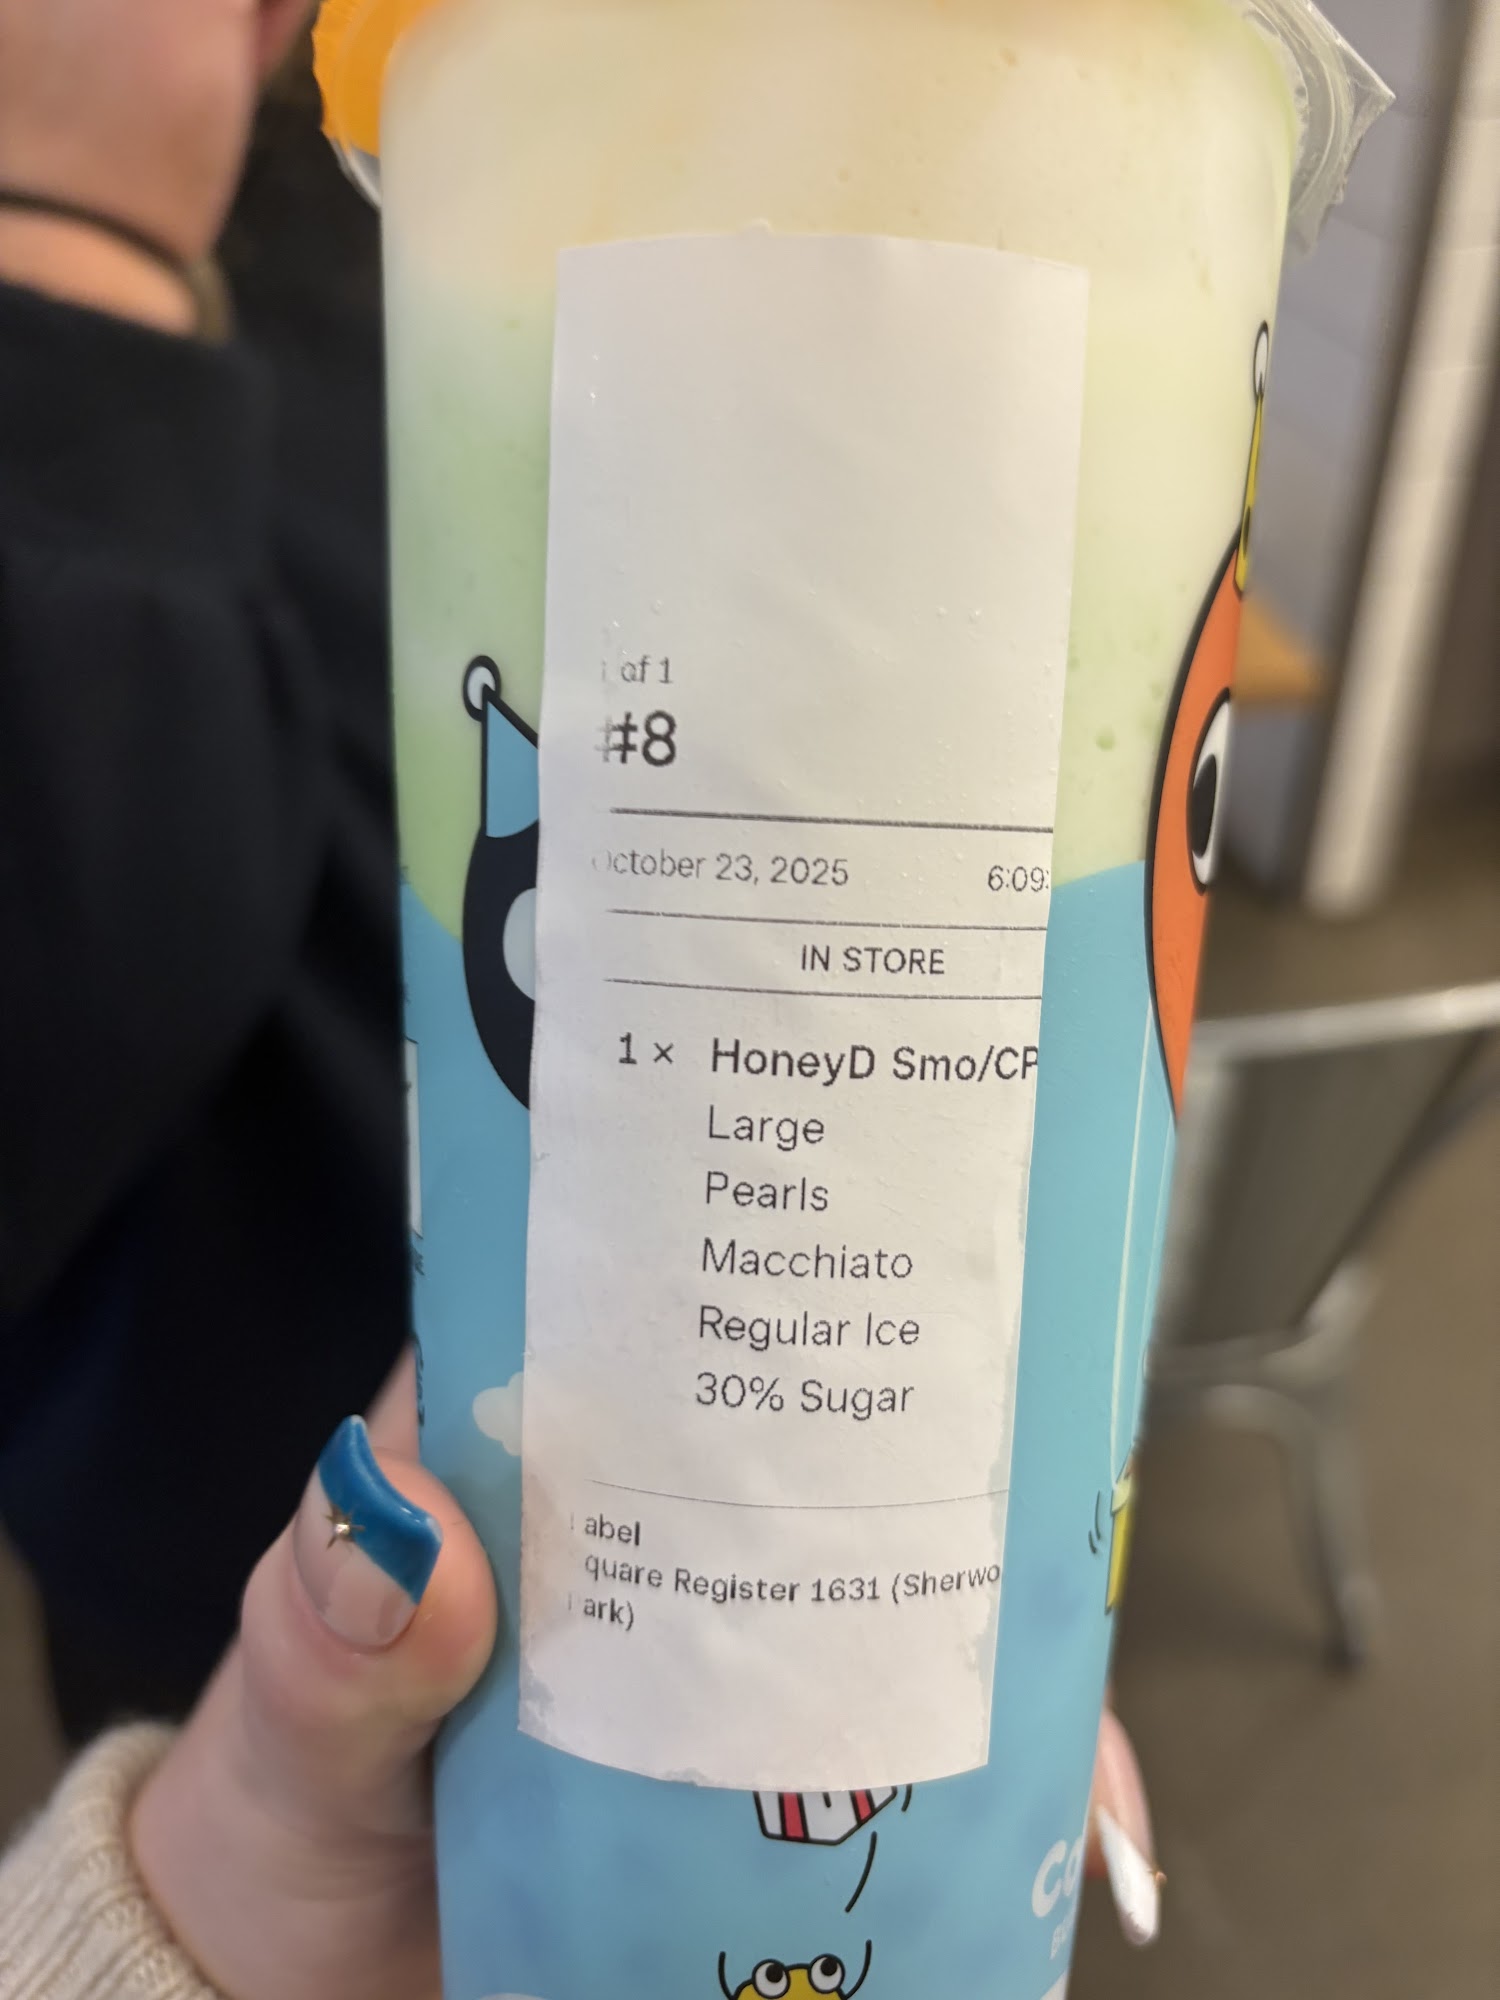 of 1
#8
October 23, 2025 6:09:
IN STORE
1 × HoneyD Smo/CP
Large
Pearls
Macchiato
Regular Ice
30% Sugar
abel
quare Register 1631 (Sherwo
ark)
Co